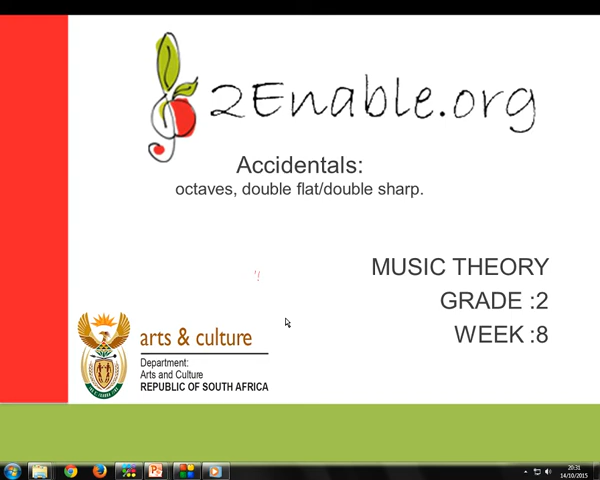 2Enable.org
Accidentals:
octaves, double flat/double sharp.
MUSIC THEORY
GRADE :2
WEEK :8
arts & culture
Department:
Arts and Culture
REPUBLIC OF SOUTH AFRICA
20:31
14/10/2015